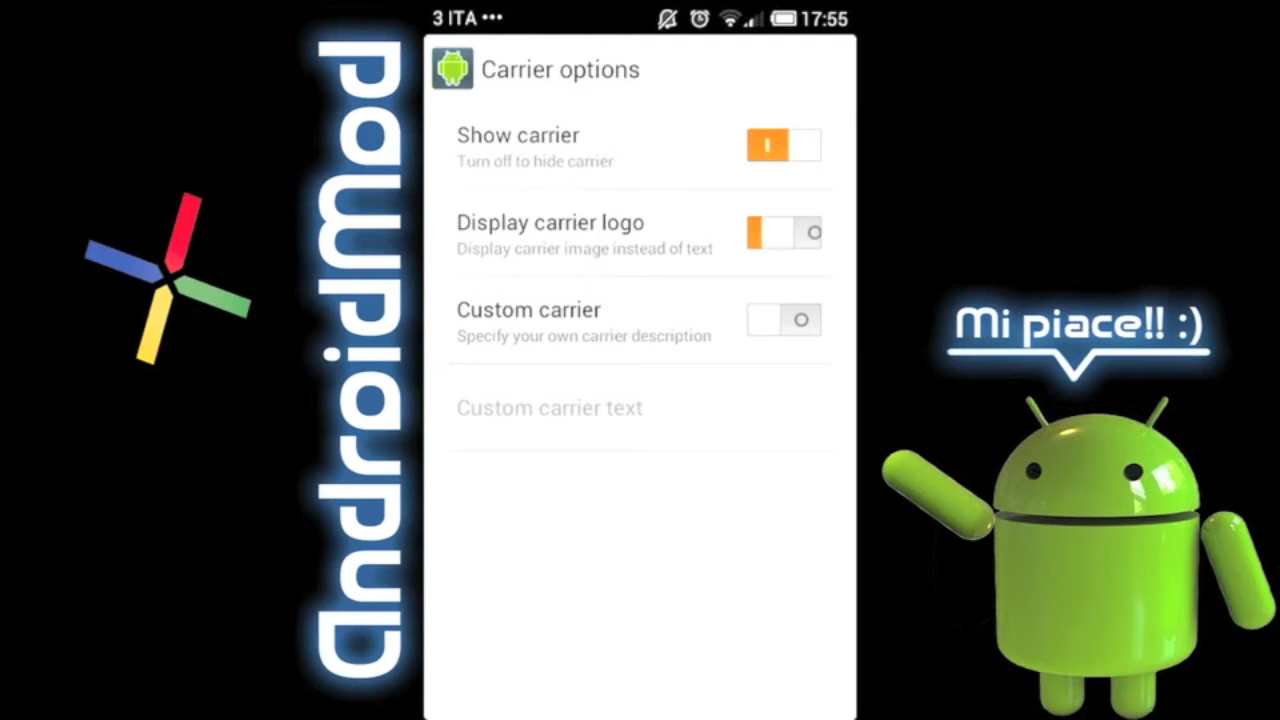 3 ITA •••
17:55
Carrier options
Show carrier
Turn off to hide carrier
Display carrier logo
Display carrier image instead of text
Custom carrier
Specify your own carrier description
Custom carrier text
AndroidMod
Mi piace!! :)